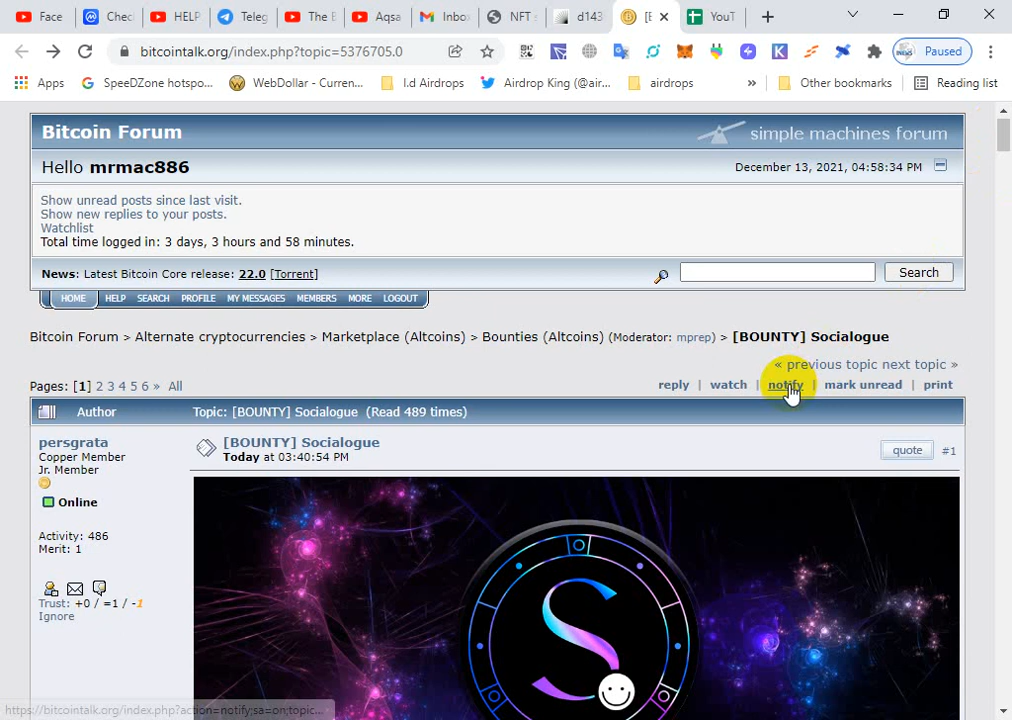 Face
Chec
HELP
Teleg
The E
Aqsa
Inbo
NFT s
d143
[E
YouT
bitcointalk.org/index.php?topic=5376705.0
Paused
Apps
SpeeDZone hotspo...
WebDollar - Curren...
I.d Airdrops
Airdrop King (@air...
airdrops
»
Other bookmarks
Reading list
Bitcoin Forum
simple machines forum
Hello mrmac886
December 13, 2021, 04:58:34 PM
Show unread posts since last visit.
Show new replies to your posts.
Watchlist
Total time logged in: 3 days, 3 hours and 58 minutes.
News: Latest Bitcoin Core release: 22.0 [Torrent]
Search
HOME HELP SEARCH PROFILE MY MESSAGES MEMBERS MORE LOGOUT
Bitcoin Forum > Alternate cryptocurrencies > Marketplace (Altcoins) > Bounties (Altcoins) (Moderator: mprep) > [BOUNTY] Socialogue
« previous topic next topic »
Pages: [1] 2 3 4 5 6 » All
reply | watch | notify | mark unread | print
Author
Topic: [BOUNTY] Socialogue (Read 489 times)
persgrata
Copper Member
Jr. Member
Online
Activity: 486
Merit: 1
Trust: +0 / =1 / -1
Ignore
[BOUNTY] Socialogue
Today at 03:40:54 PM
quote
#1
S
https://bitcointalk.org/index.php?action=notify;sa=on;topic...